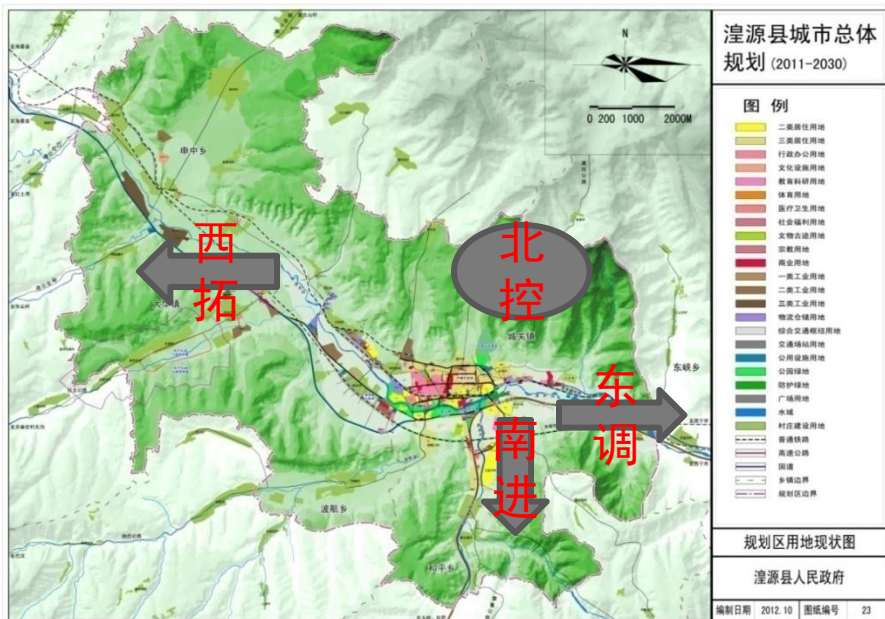 湟源县城市总体
规划 (2011-2030)
图 例
二类居住用地
三类居住用地
行政办公用地
文化设施用地
教育科研用地
体育用地
医疗卫生用地
社会福利用地
文物古迹用地
宗教用地
商业用地
一类工业用地
二类工业用地
三类工业用地
物流仓储用地
综合交通枢纽用地
交通场站用地
公用设施用地
公园绿地
防护绿地
广场用地
水域
村庄建设用地
普通铁路
高速公路
国道
乡镇边界
规划区边界
规划区用地现状图
湟源县人民政府
编制日期 2012.10 图纸编号 23
N
0 200 1000 2000M
申中乡
西
拓
北
控
城关镇
东峡乡
东
调
南
进
波航乡
和平乡